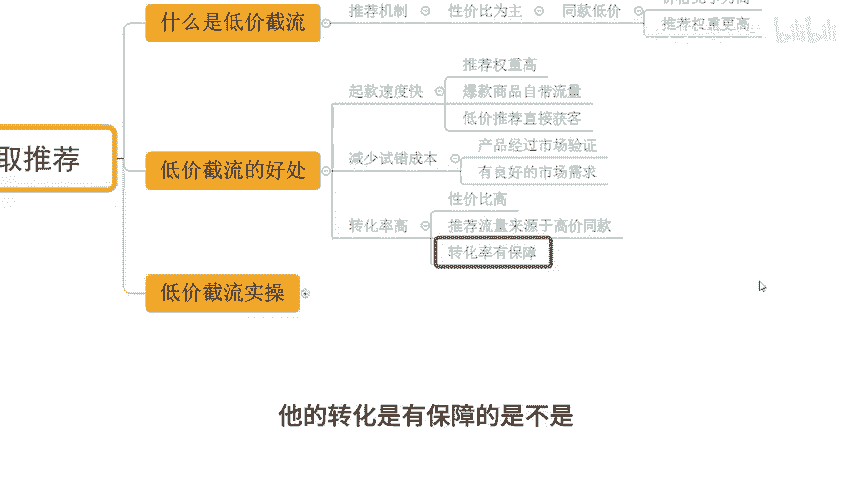 什么是低价截流
推荐机制
性价比为主
同款低价
推荐权重更高
bilibili
取推荐
低价截流的好处
起款速度快
推荐权重高
爆款商品自带流量
低价推荐直接获客
减少试错成本
产品经过市场验证
有良好的市场需求
转化率高
性价比高
推荐流量来源于高价同款
转化率有保障
低价截流实操
他的转化是有保障的是不是